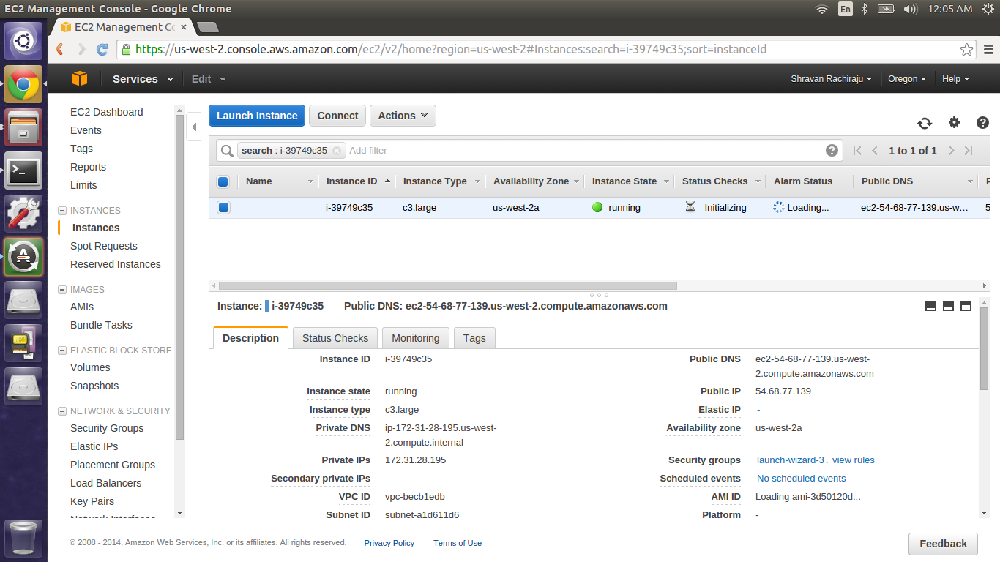 EC2 Management Console - Google Chrome
En
12:05 AM
EC2 Management Co
https://us-west-2.console.aws.amazon.com/ec2/v2/home?region=us-west-2#Instances:search=i-39749c35;sort=instanceId
Services Edit Shravan Rachiraju Oregon Help
EC2 Dashboard
Events
Tags
Reports
Limits
INSTANCES
Instances
Spot Requests
Reserved Instances
IMAGES
AMIs
Bundle Tasks
ELASTIC BLOCK STORE
Volumes
Snapshots
NETWORK & SECURITY
Security Groups
Elastic IPs
Placement Groups
Load Balancers
Key Pairs
Network Interfaces
Launch Instance Connect Actions
search : i-39749c35 Add filter 1 to 1 of 1
Name Instance ID Instance Type Availability Zone Instance State Status Checks Alarm Status Public DNS P
i-39749c35 c3.large us-west-2a running Initializing Loading... ec2-54-68-77-139.us-w... 5
Instance: i-39749c35 Public DNS: ec2-54-68-77-139.us-west-2.compute.amazonaws.com
Description Status Checks Monitoring Tags
Instance ID i-39749c35 Public DNS ec2-54-68-77-139.us-west-
2.compute.amazonaws.com
Instance state running Public IP 54.68.77.139
Instance type c3.large Elastic IP -
Private DNS ip-172-31-28-195.us-west- Availability zone us-west-2a
2.compute.internal
Private IPs 172.31.28.195 Security groups launch-wizard-3 . view rules
Secondary private IPs Scheduled events No scheduled events
VPC ID vpc-becb1edb AMI ID Loading ami-3d50120d...
Subnet ID subnet-a1d611d6 Platform -
© 2008 - 2014, Amazon Web Services, Inc. or its affiliates. All rights reserved. Privacy Policy Terms of Use Feedback